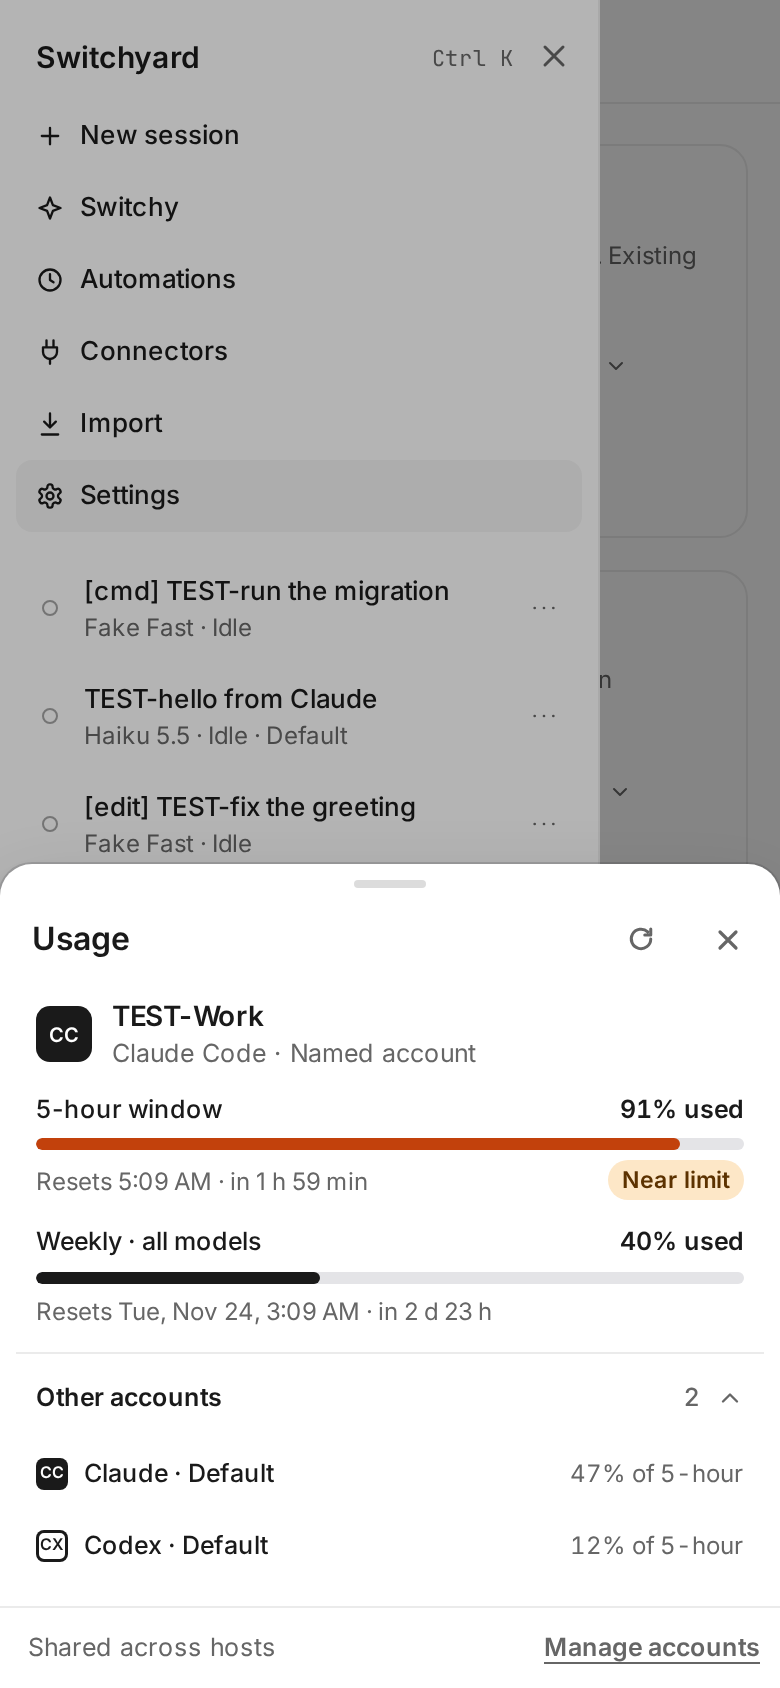 Switchyard Ctrl K
New session
Switchy
Automations
. Existing
Connectors
Import
Settings
[cmd] TEST-run the migration
Fake Fast · Idle
n
TEST-hello from Claude
Haiku 5.5 · Idle · Default
[edit] TEST-fix the greeting
Fake Fast · Idle
Usage
CC TEST-Work
Claude Code · Named account
5-hour window 91% used
Resets 5:09 AM · in 1 h 59 min Near limit
Weekly · all models 40% used
Resets Tue, Nov 24, 3:09 AM · in 2 d 23 h
Other accounts 2
CC Claude · Default 47% of 5-hour
CX Codex · Default 12% of 5-hour
Shared across hosts Manage accounts